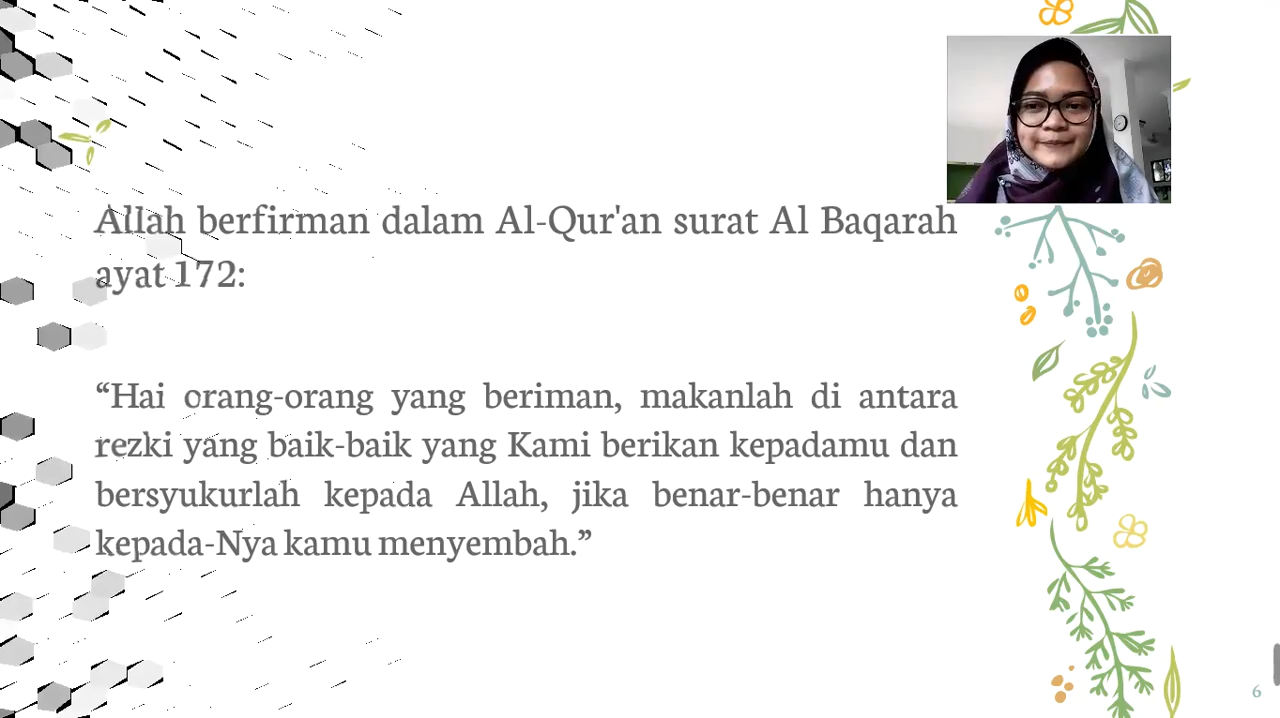 Allah berfirman dalam Al-Qur'an surat Al Baqarah
ayat 172:
“Hai orang-orang yang beriman, makanlah di antara
rezki yang baik-baik yang Kami berikan kepadamu dan
bersyukurlah kepada Allah, jika benar-benar hanya
kepada-Nya kamu menyembah.”
6